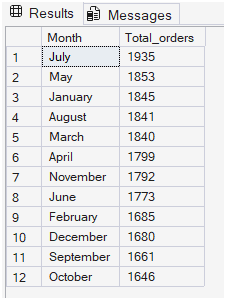 Results Messages
Month Total_orders
1 July 1935
2 May 1853
3 January 1845
4 August 1841
5 March 1840
6 April 1799
7 November 1792
8 June 1773
9 February 1685
10 December 1680
11 September 1661
12 October 1646